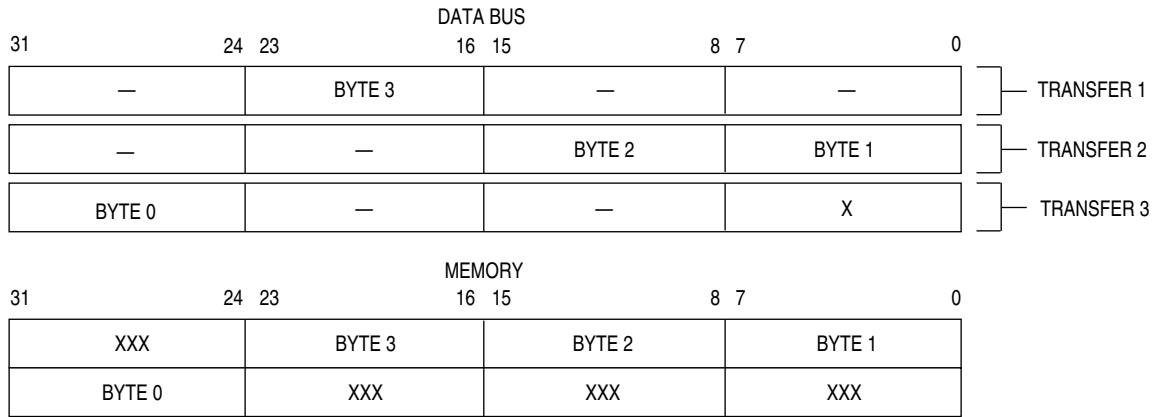 DATA BUS
31 24 23 16 15 8 7 0
— BYTE 3 — — TRANSFER 1
— — BYTE 2 BYTE 1 TRANSFER 2
BYTE 0 — — X TRANSFER 3
MEMORY
31 24 23 16 15 8 7 0
XXX BYTE 3 BYTE 2 BYTE 1
BYTE 0 XXX XXX XXX